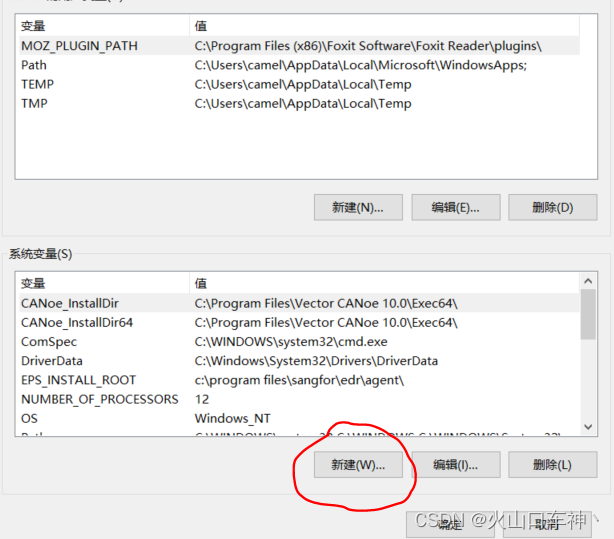 变量 值
MOZ_PLUGIN_PATH C:\Program Files (x86)\Foxit Software\Foxit Reader\plugins\
Path C:\Users\camel\AppData\Local\Microsoft\WindowsApps;
TEMP C:\Users\camel\AppData\Local\Temp
TMP C:\Users\camel\AppData\Local\Temp
新建(N)... 编辑(E)... 删除(D)
系统变量(S)
变量 值
CANoe_InstallDir C:\Program Files\Vector CANoe 10.0\Exec64\
CANoe_InstallDir64 C:\Program Files\Vector CANoe 10.0\Exec64\
ComSpec C:\WINDOWS\system32\cmd.exe
DriverData C:\Windows\System32\Drivers\DriverData
EPS_INSTALL_ROOT c:\program files\sangfor\edr\agent\
NUMBER_OF_PROCESSORS 12
OS Windows_NT
新建(W)... 编辑(I)... 删除(L)
确定 取消
CSDN @火山口车神丶